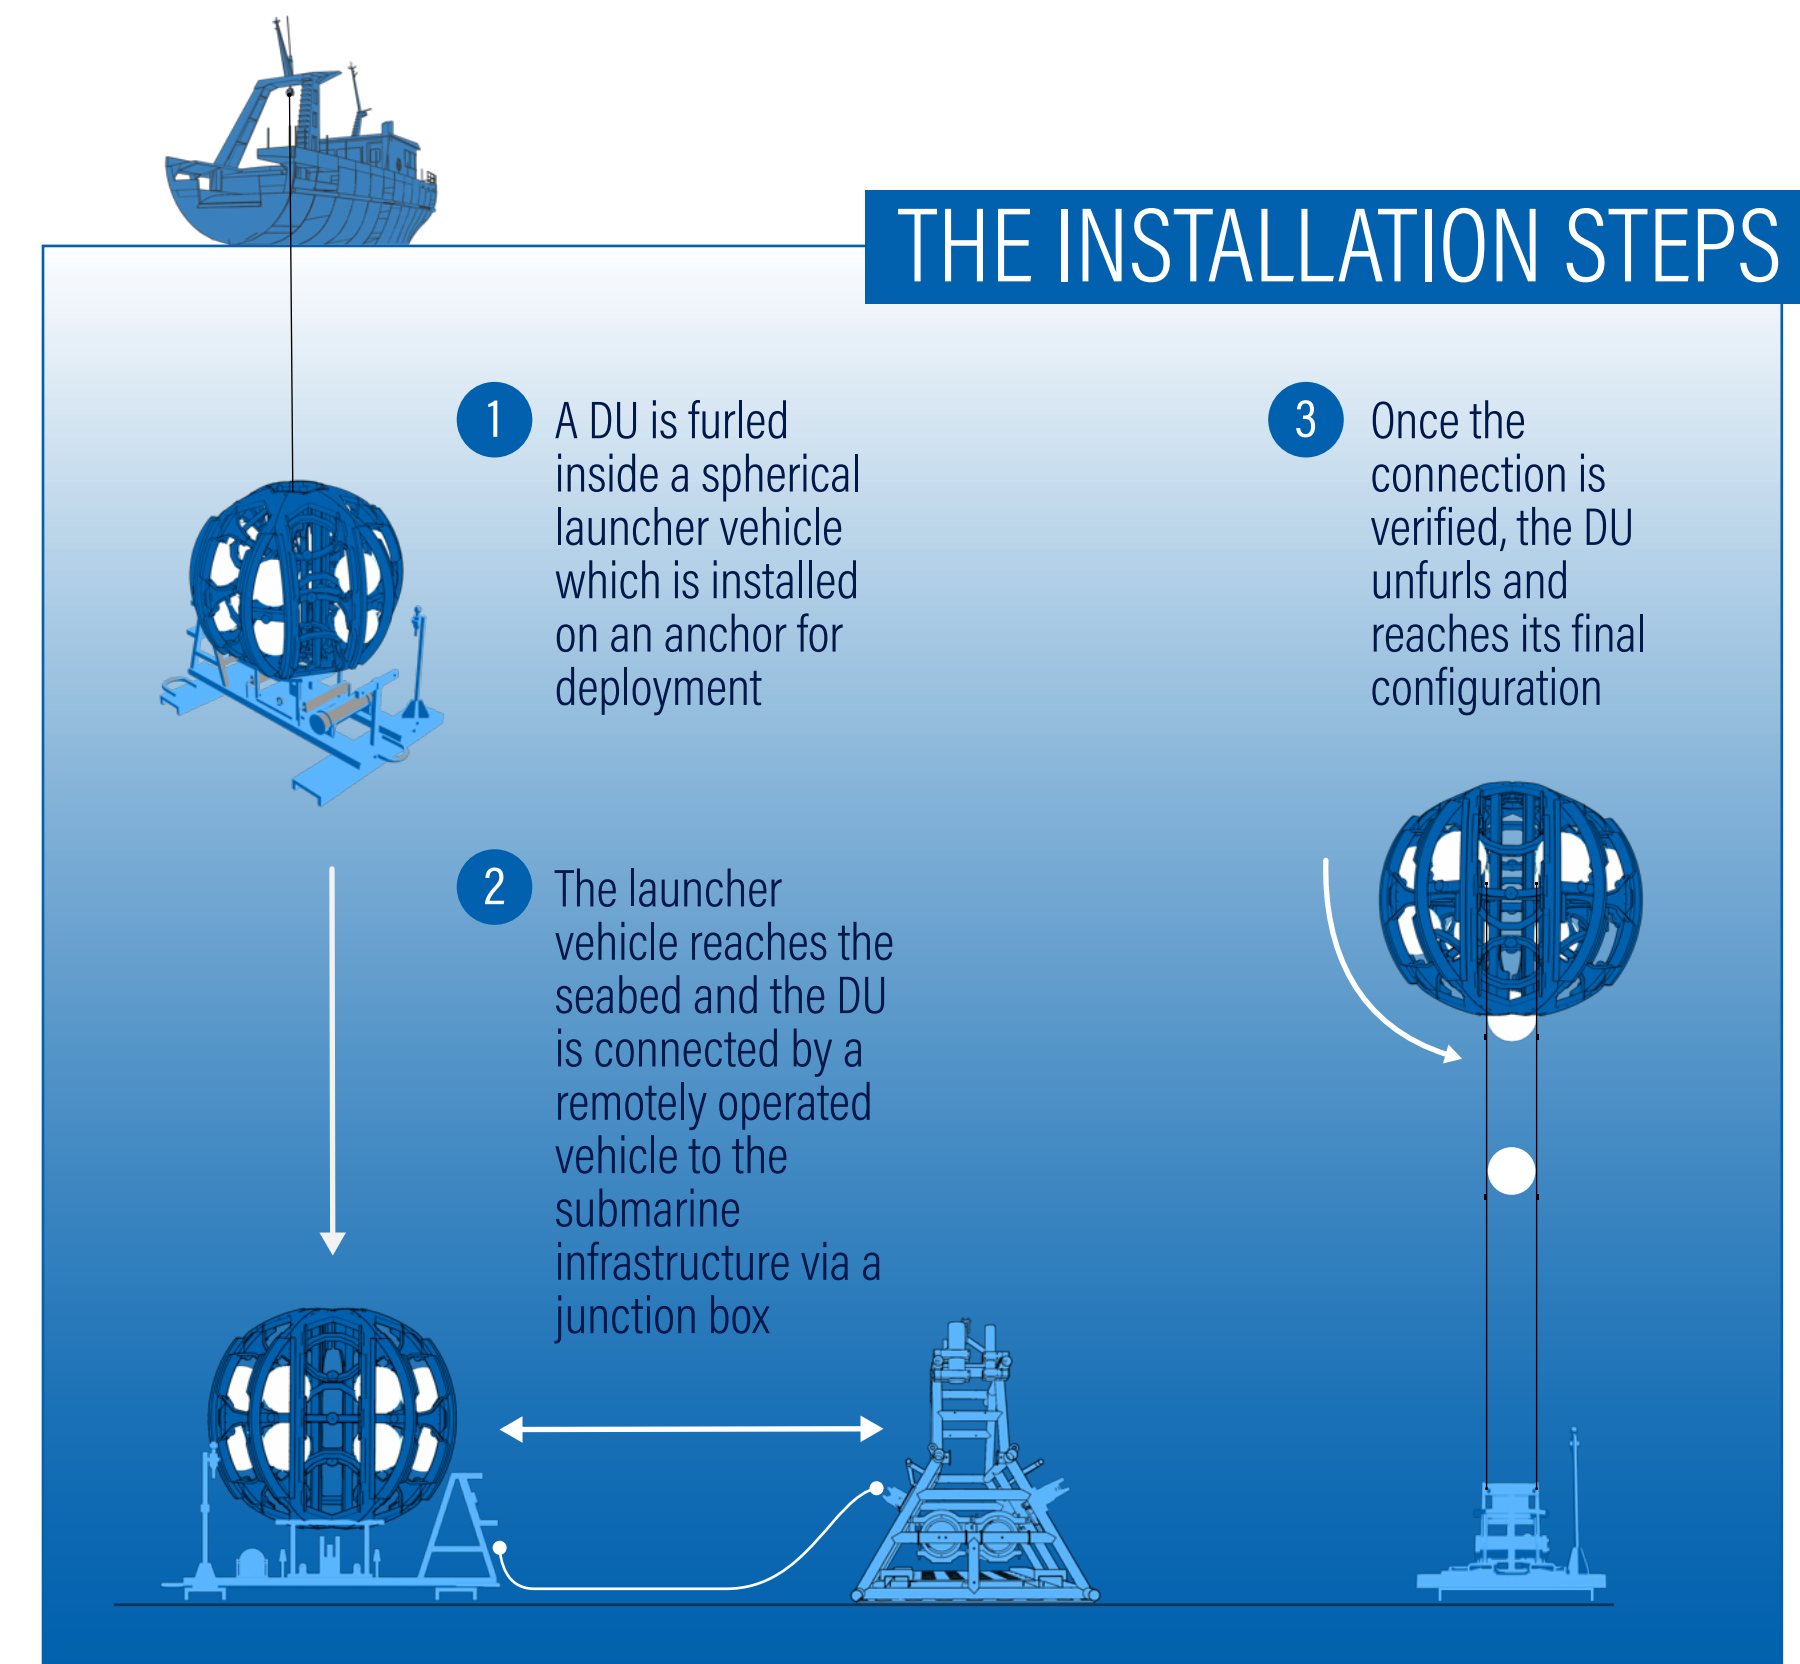 THE INSTALLATION STEPS
1
A DU is furled
inside a spherical
launcher vehicle
which is installed
on an anchor for
deployment
2
The launcher
vehicle reaches the
seabed and the DU
is connected by a
remotely operated
vehicle to the
submarine
infrastructure via a
junction box
3
Once the
connection is
verified, the DU
unfurls and
reaches its final
configuration